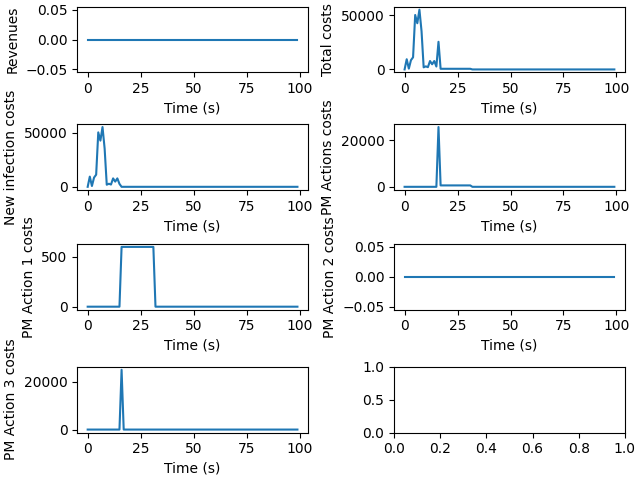 Revenues
0.05
0.00
−0.05
0 25 50 75 100
Time (s)
Total costs
50000
0
0 25 50 75 100
Time (s)
New infection costs
50000
0
0 25 50 75 100
Time (s)
PM Actions costs
20000
0
0 25 50 75 100
Time (s)
PM Action 1 costs
500
0
0 25 50 75 100
Time (s)
PM Action 2 costs
0.05
0.00
−0.05
0 25 50 75 100
Time (s)
PM Action 3 costs
20000
0
0 25 50 75 100
Time (s)
1.0
0.5
0.0
0.0 0.2 0.4 0.6 0.8 1.0